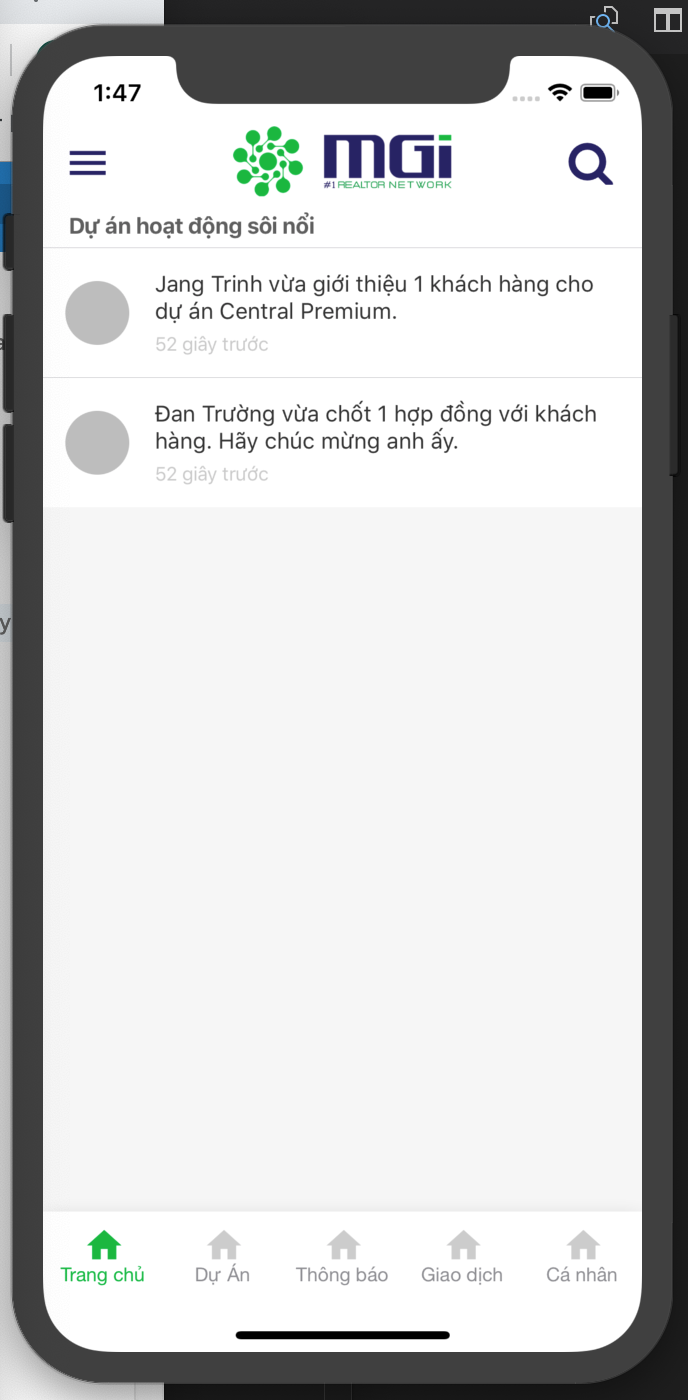 1:47
mGi
#1 REALTOR NETWORK
Dự án hoạt động sôi nổi
Jang Trinh vừa giới thiệu 1 khách hàng cho
dự án Central Premium.
52 giây trước
Đan Trường vừa chốt 1 hợp đồng với khách
hàng. Hãy chúc mừng anh ấy.
52 giây trước
Trang chủ
Dự Án
Thông báo
Giao dịch
Cá nhân